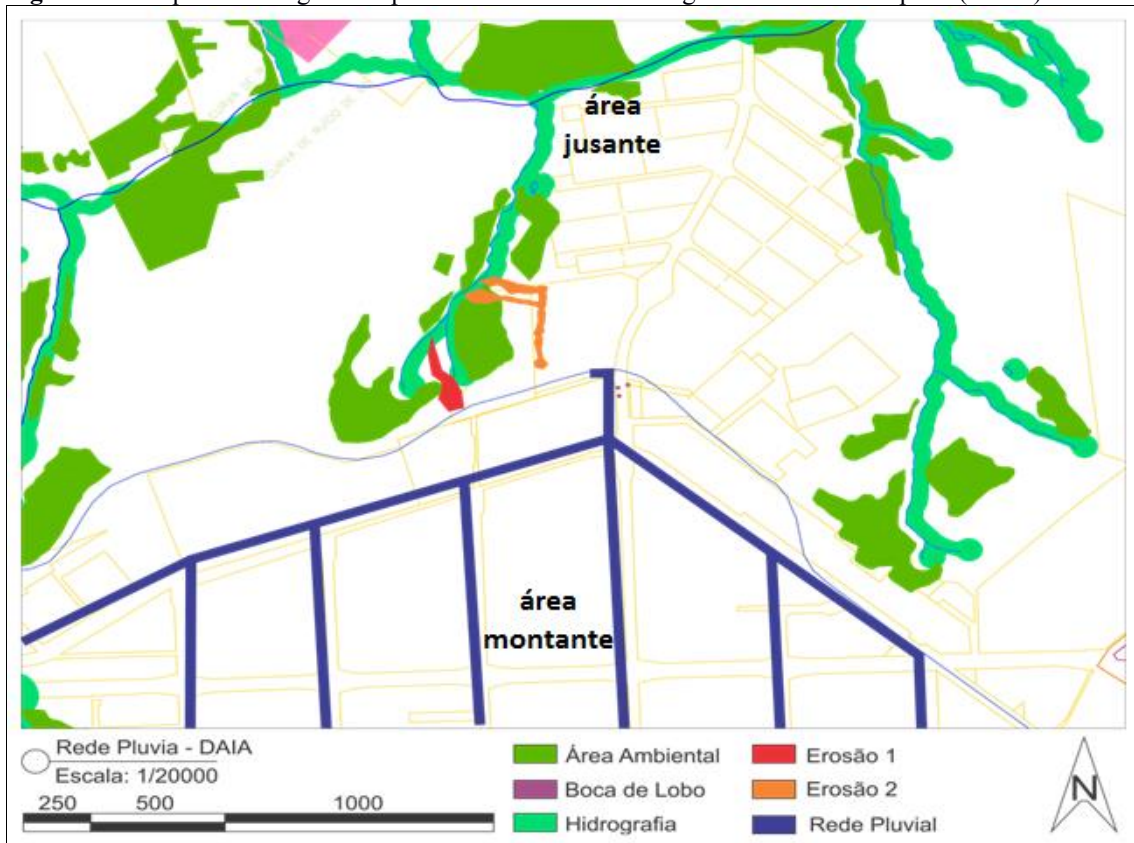 área
jusante
área
montante
Rede Pluvia - DAIA
Escala: 1/20000
250 500 1000
Área Ambiental
Boca de Lobo
Hidrografia
Erosão 1
Erosão 2
Rede Pluvial
N